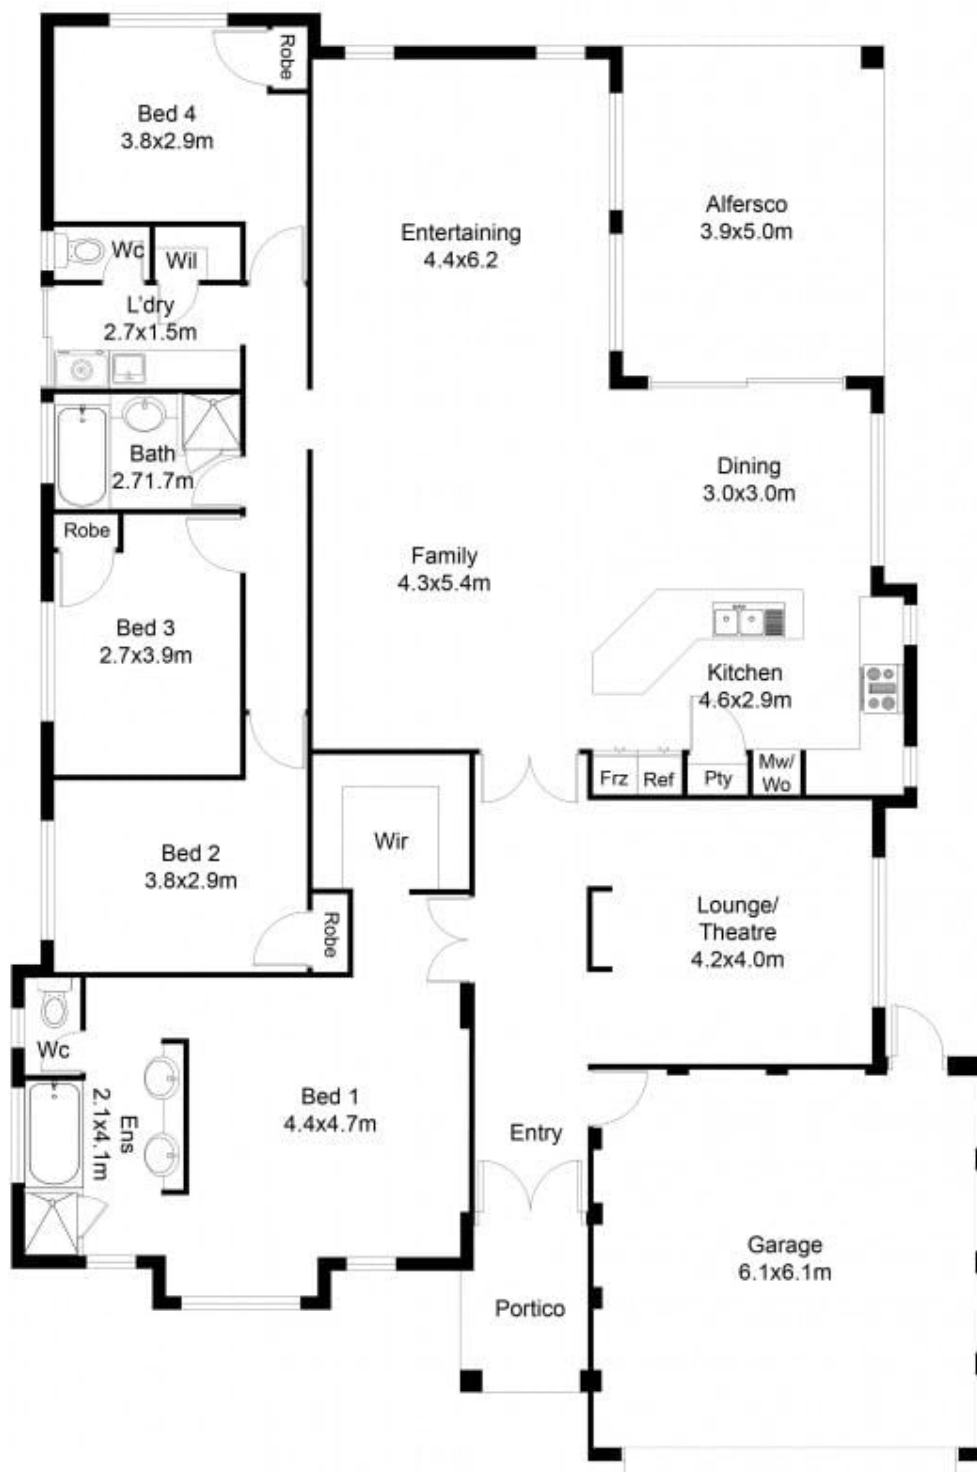 Robe
Bed 4
3.8x2.9m
Alfersco
3.9x5.0m
Entertaining
4.4x6.2
Wc
Wil
L'dry
2.7x1.5m
Bath
2.71.7m
Dining
3.0x3.0m
Robe
Family
4.3x5.4m
Bed 3
2.7x3.9m
Kitchen
4.6x2.9m
Frz
Ref
Pty
Mw/
Wo
Wir
Bed 2
3.8x2.9m
Robe
Lounge/
Theatre
4.2x4.0m
Wc
Ens
2.1x4.1m
Bed 1
4.4x4.7m
Entry
Garage
6.1x6.1m
Portico